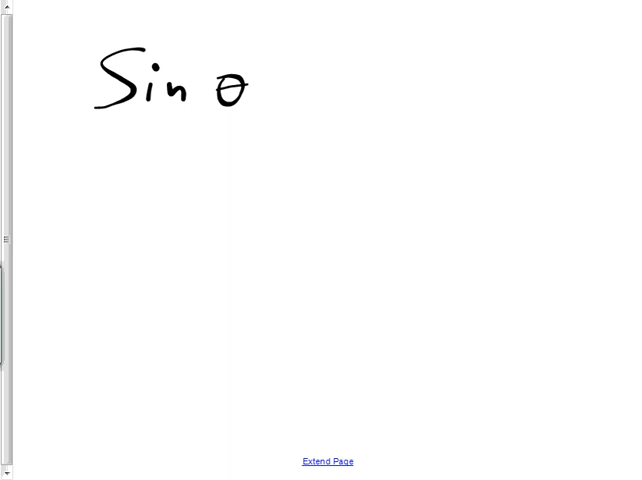 Sin θ
Extend Page